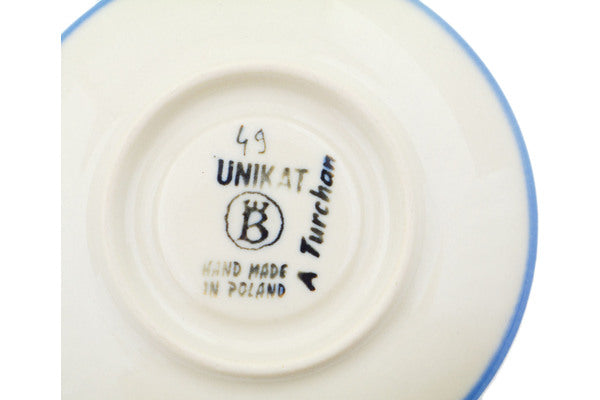 49
UNIKAT
B
HAND MADE
IN POLAND
A Turchan